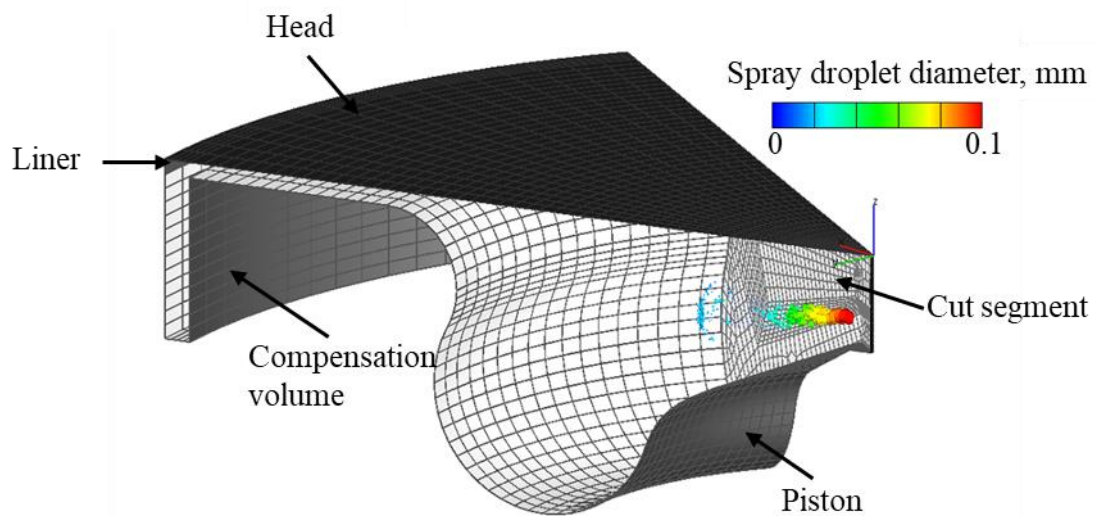 Head
Spray droplet diameter, mm
0 0.1
Liner
z
Cut segment
Compensation
volume
Piston